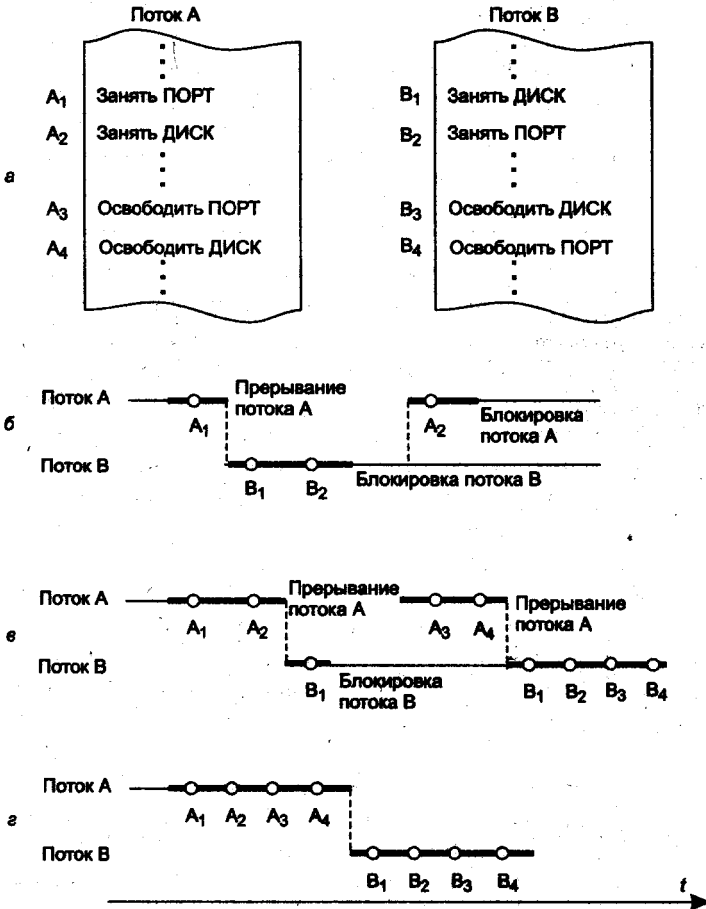 Поток A Поток B
A1 Занять ПОРТ B1 Занять ДИСК
A2 Занять ДИСК B2 Занять ПОРТ
а
A3 Освободить ПОРТ B3 Освободить ДИСК
A4 Освободить ДИСК B4 Освободить ПОРТ
Поток A Прерывание
потока A
A1 A2 Блокировка
потока A
б
Поток B Блокировка потока B
B1 B2
Поток A Прерывание
потока A
Прерывание
потока A
A1 A2 A3 A4
в
Поток B Блокировка
потока B
B1 B1 B2 B3 B4
Поток A
A1 A2 A3 A4
г
Поток B
B1 B2 B3 B4
t